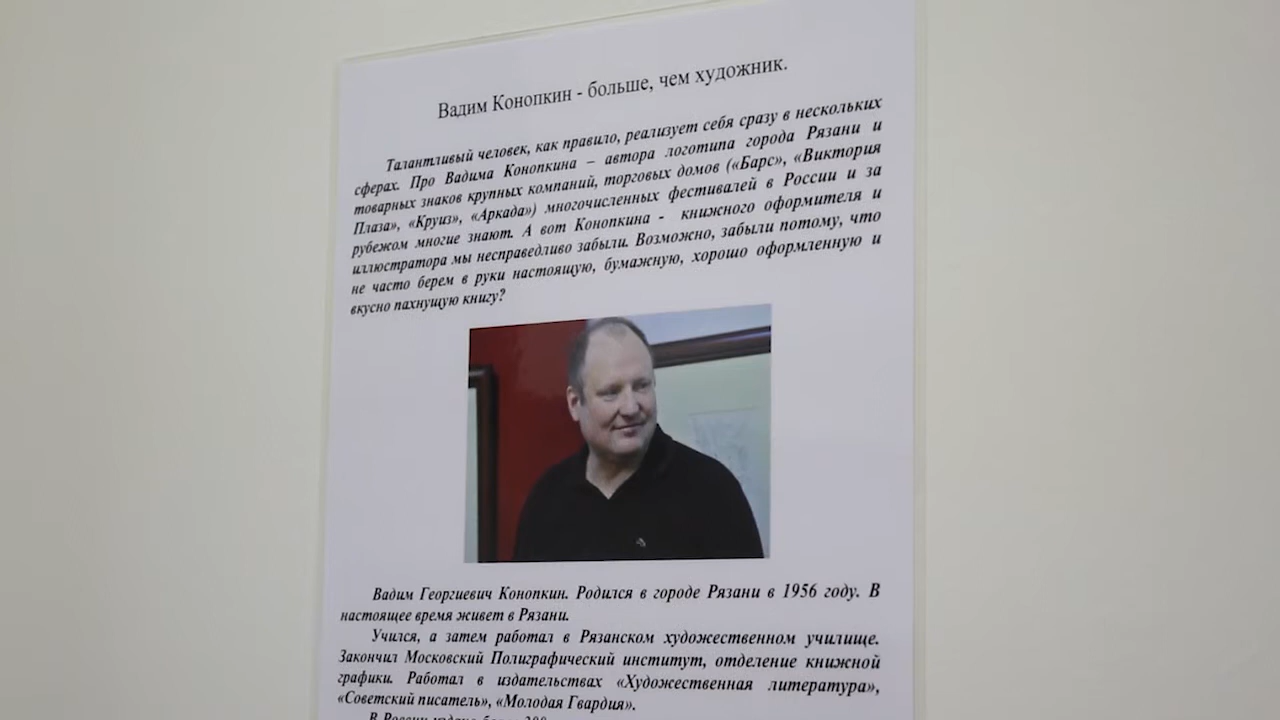 Вадим Конопкин - больше, чем художник.
Талантливый человек, как правило, реализует себя сразу в нескольких
сферах. Про Вадима Конопкина – автора логотипа города Рязани и
товарных знаков крупных компаний, торговых домов («Барс», «Виктория
Плаза», «Круиз», «Аркада») многочисленных фестивалей в России и за
рубежом многие знают. А вот Конопкина - книжного оформителя и
иллюстратора мы несправедливо забыли. Возможно, забыли потому, что
не часто берем в руки настоящую, бумажную, хорошо оформленную и
вкусно пахнущую книгу?
Вадим Георгиевич Конопкин. Родился в городе Рязани в 1956 году. В
настоящее время живет в Рязани.
Учился, а затем работал в Рязанском художественном училище.
Закончил Московский Полиграфический институт, отделение книжной
графики. Работал в издательствах «Художественная литература»,
«Советский писатель», «Молодая Гвардия».
В России издано